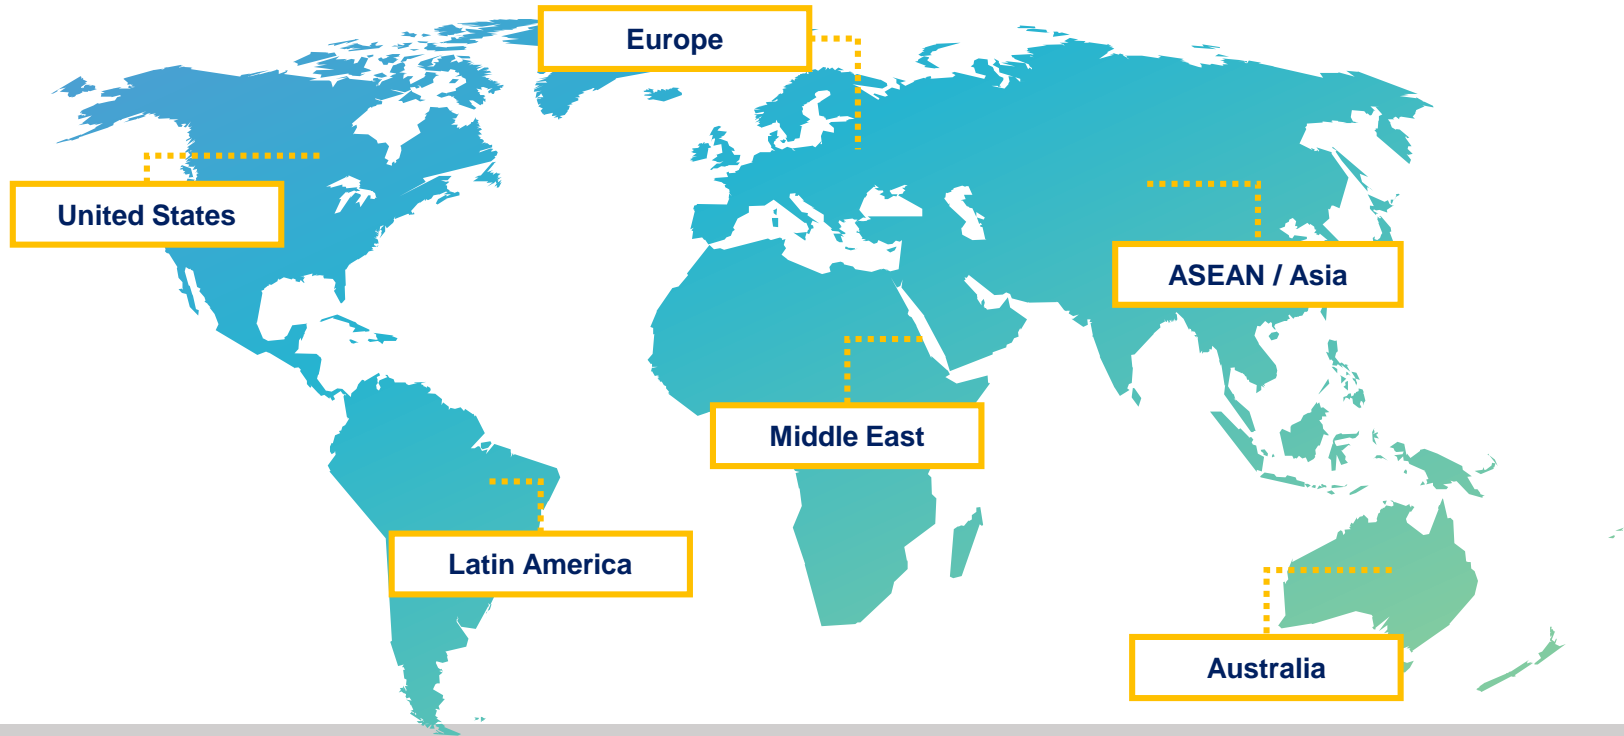 Europe
United States
ASEAN / Asia
Middle East
Latin America
Australia